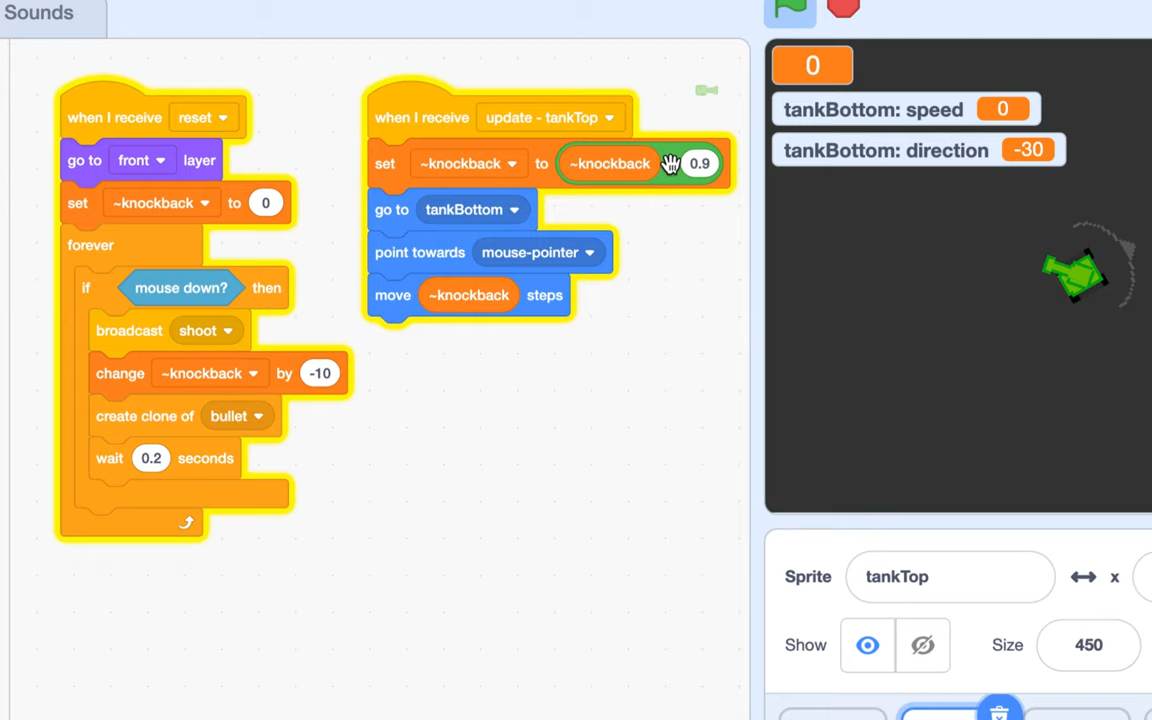 Sounds
when I receive reset
go to front layer
set ~knockback to 0
forever
if mouse down? then
broadcast shoot
change ~knockback by -10
create clone of bullet
wait 0.2 seconds
when I receive update - tankTop
set ~knockback to ~knockback 0.9
go to tankBottom
point towards mouse-pointer
move ~knockback steps
0
tankBottom: speed 0
tankBottom: direction -30
Sprite tankTop x
Show Size 450